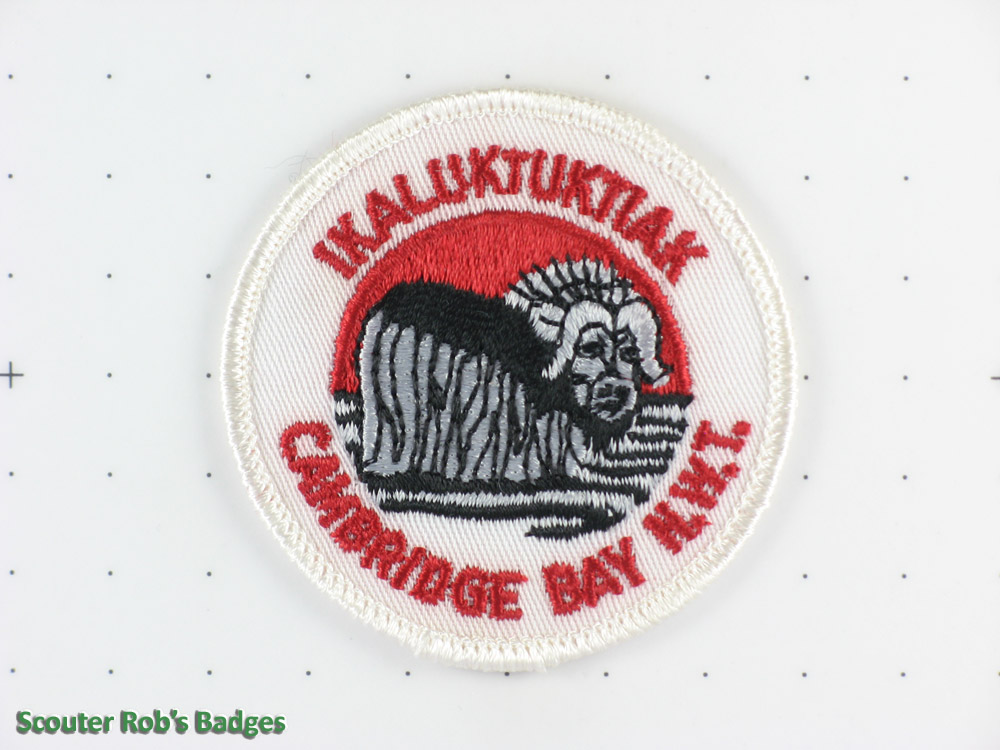 IKALUKTUKTIAK
CAMBRIDGE BAY N.W.T.
Scouter Rob's Badges